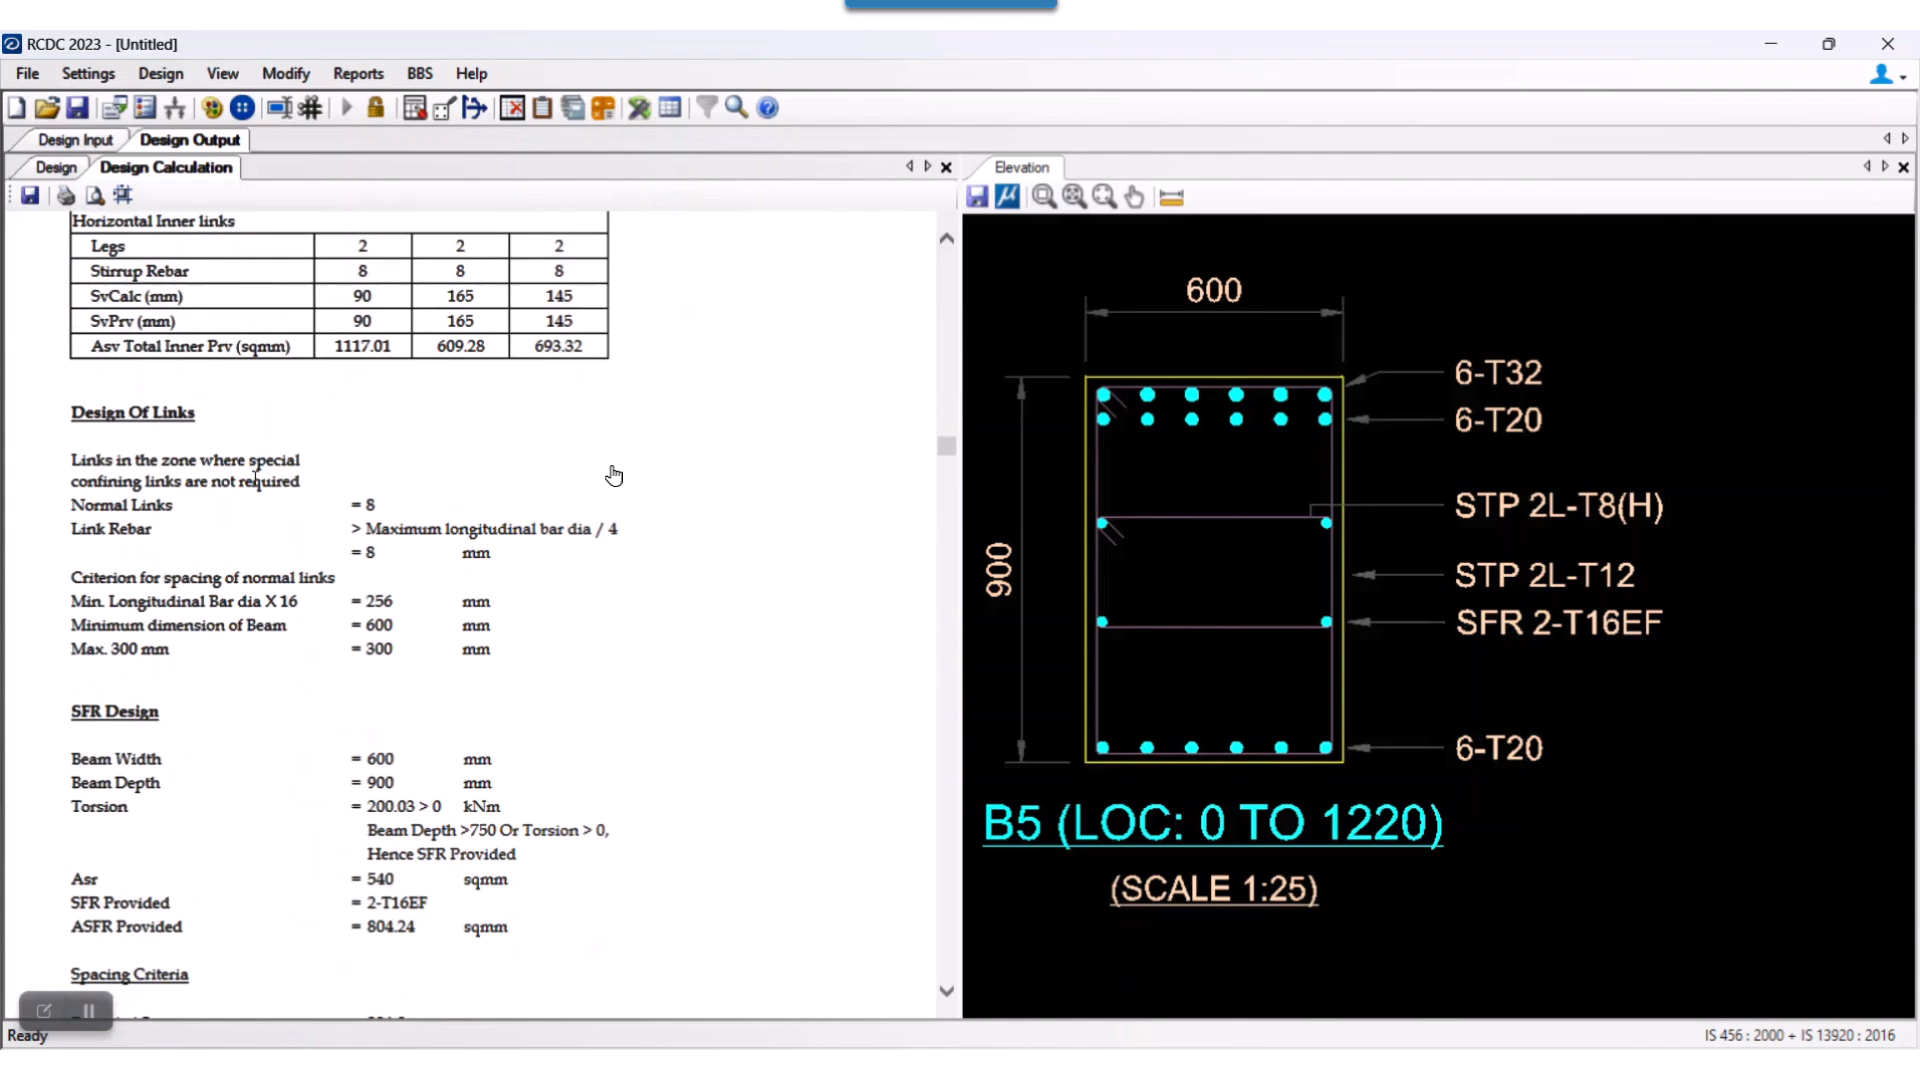 RCDC 2023 - [Untitled]
File Settings Design View Modify Reports BBS Help
Design Input Design Output
Design Design Calculation
Horizontal Inner links
Legs 2 2 2
Stirrup Rebar 8 8 8
SvCalc (mm) 90 165 145
SvPrv (mm) 90 165 145
Asv Total Inner Prv (sqmm) 1117.01 609.28 693.32
Design Of Links
Links in the zone where special
confining links are not required
Normal Links = 8
Link Rebar > Maximum longitudinal bar dia / 4
= 8 mm
Criterion for spacing of normal links
Min. Longitudinal Bar dia X 16 = 256 mm
Minimum dimension of Beam = 600 mm
Max. 300 mm = 300 mm
SFR Design
Beam Width = 600 mm
Beam Depth = 900 mm
Torsion = 200.03 > 0 kNm
Beam Depth >750 Or Torsion > 0,
Hence SFR Provided
Asr = 540 sqmm
SFR Provided = 2-T16EF
ASFR Provided = 804.24 sqmm
Spacing Criteria
Elevation
600
900
6-T32
6-T20
STP 2L-T8(H)
STP 2L-T12
SFR 2-T16EF
6-T20
B5 (LOC: 0 TO 1220)
(SCALE 1:25)
Ready
IS 456 : 2000 + IS 13920 : 2016